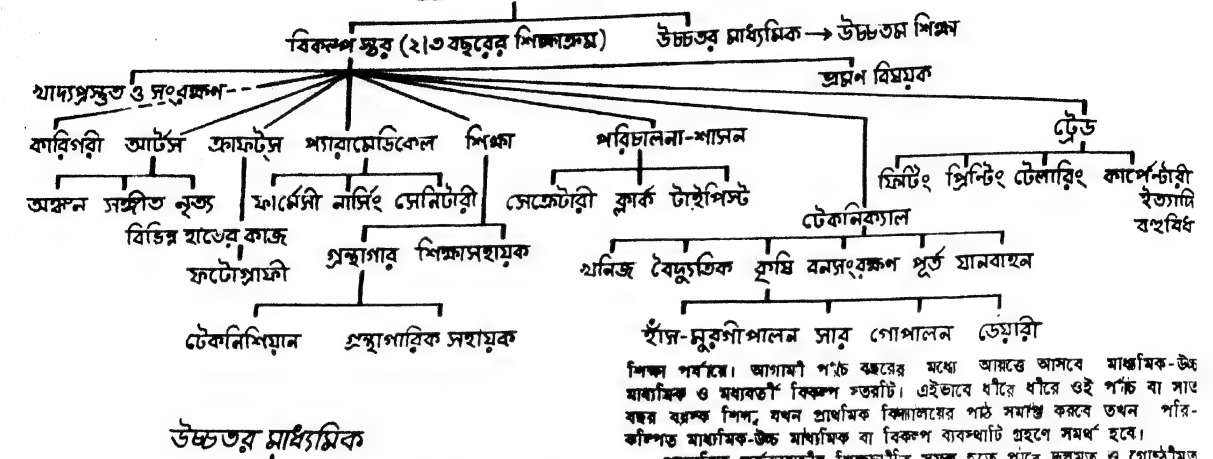 বিকল্প স্তর (২/৩ বছরের শিক্ষাক্রম) উচ্চতর মাধ্যমিক → উচ্চতম শিক্ষা
খাদ্যপ্রস্তুত ও সংরক্ষণ প্রশাসন বিষয়ক
কারিগরী আর্টস ক্রাফটস্ প্যারামেডিকেল শিক্ষা পরিচালনা-শাসন ট্রেড
অঙ্কন সঙ্গীত নৃত্য ফার্মেসী নার্সিং সেনিটারী সেক্রেটারী ক্লার্ক টাইপিস্ট ফিটিং প্রিন্টিং টেলারিং কার্পেন্টারী
ইত্যাদি
বহুবিধ
টেকনিক্যাল
বিভিন্ন হাতের কাজ
ফটোগ্রাফী
গ্রন্থাগার শিক্ষাসহায়ক
খনিজ বৈদ্যুতিক কৃষি বনসংরক্ষণ পূর্ত যানবাহন
টেকনিশিয়ান গ্রন্থাগারিক সহায়ক
হাঁস-মুরগীপালন সার গোপালন ডেয়ারী
শিক্ষা পর্যায়ে। আগামী পাঁচ বছরের মধ্যে আয়ত্তে আসবে মাধ্যমিক-উচ্চ
মাধ্যমিক ও মধ্যবর্তী বিকল্প স্তরটি। এইভাবে ধীরে ধীরে ওই পাঁচ বা সাত
বছর বয়স্ক শিশু, যখন প্রাথমিক বিদ্যালয়ের পাঠ সমাপ্ত করবে তখন পরি-
কল্পিত মাধ্যমিক-উচ্চ মাধ্যমিক বা বিকল্প ব্যবস্থাটি গ্রহণে সমর্থ হবে।
উচ্চতর মাধ্যমিক